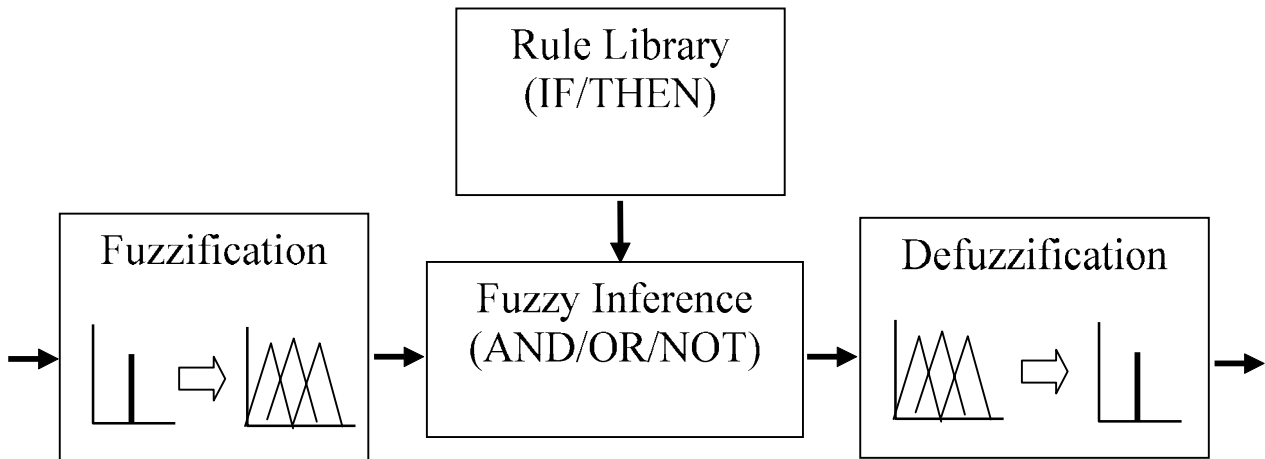 Rule Library
(IF/THEN)
Fuzzification
Fuzzy Inference
(AND/OR/NOT)
Defuzzification